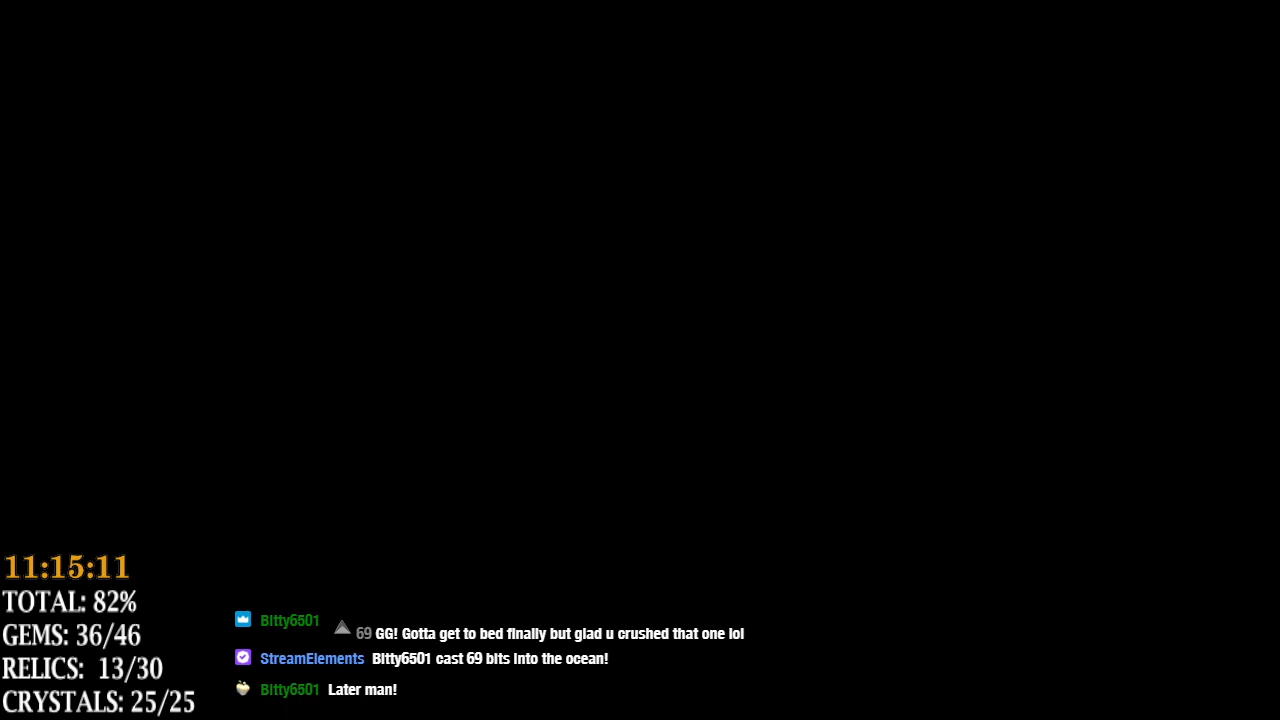 11:15:11
TOTAL: 82%
GEMS: 36/46
RELICS: 13/30
CRYSTALS: 25/25
Bitty6501 69 GG! Gotta get to bed finally but glad u crushed that one lol
StreamElements Bitty6501 cast 69 bits into the ocean!
Bitty6501 Later man!